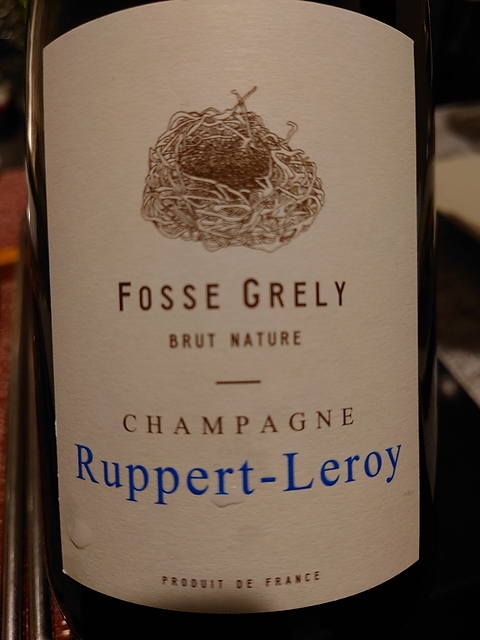 FOSSE GRELY
BRUT NATURE
CHAMPAGNE
Ruppert-Leroy
PRODUIT DE FRANCE